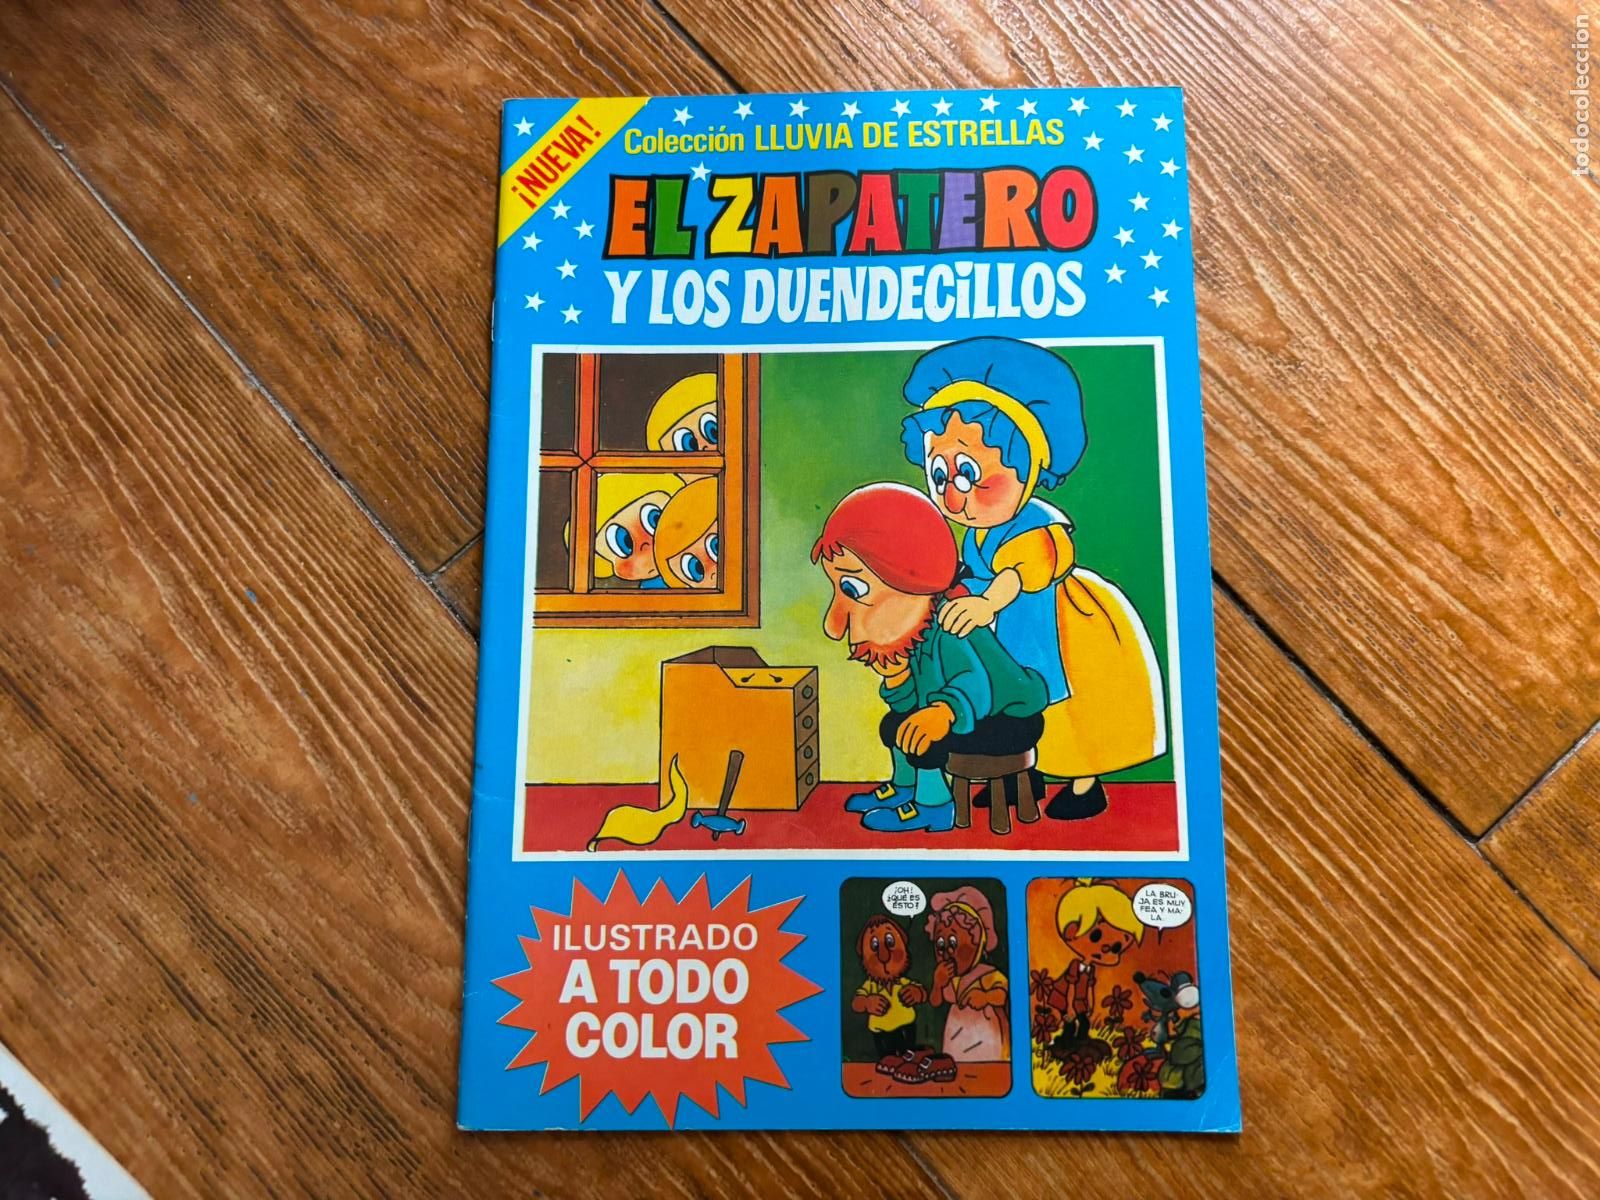 ¡NUEVA!
Colección LLUVIA DE ESTRELLAS
EL ZAPATERO
Y LOS DUENDECILLOS
ILUSTRADO
A TODO
COLOR
¡OH!
¿QUÉ ES
ESTO?
LA BRU-
JA ES MUY
FEA Y MA-
LA.
todocoleccion